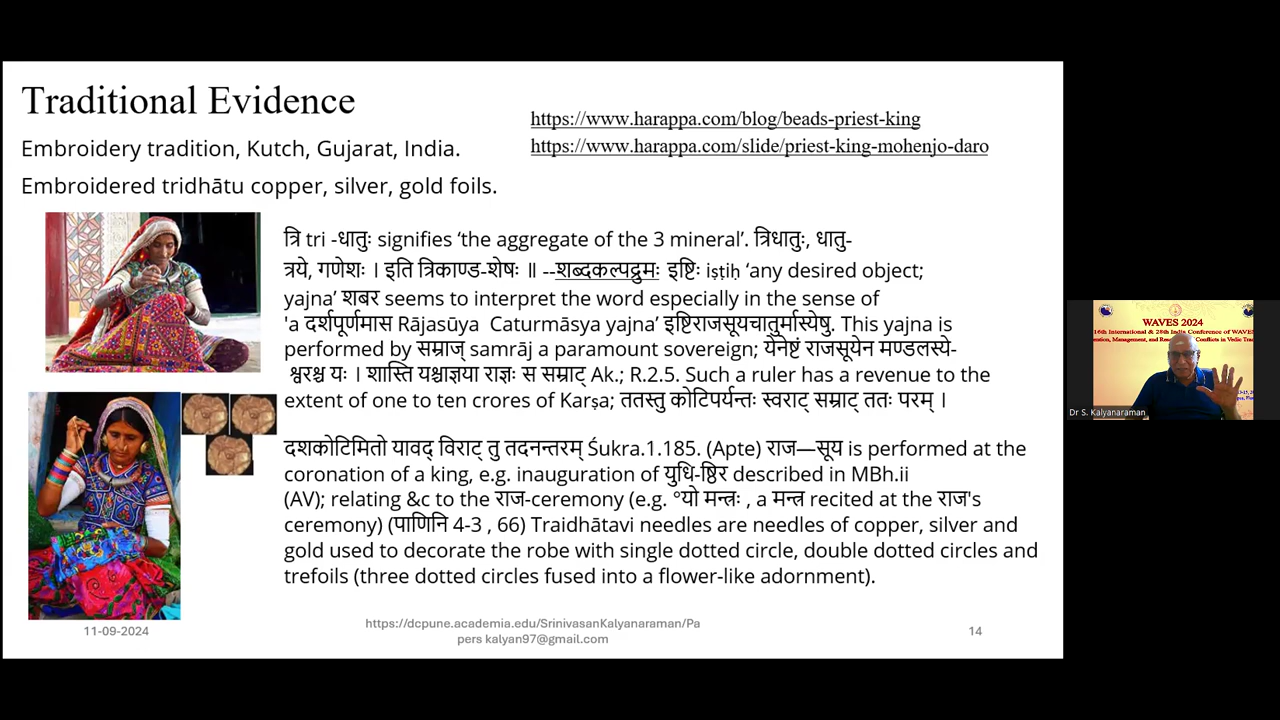 Traditional Evidence
https://www.harappa.com/blog/beads-priest-king
https://www.harappa.com/slide/priest-king-mohenjo-daro
Embroidery tradition, Kutch, Gujarat, India.
Embroidered tridhātu copper, silver, gold foils.
त्रि tri -धातुः signifies ‘the aggregate of the 3 mineral’. त्रिधातुः, धातु-
त्रये, गणेशः । इति त्रिकाण्ड-शेषः ॥ --शब्दकल्पद्रुमः इष्टिः iṣṭiḥ ‘any desired object;
yajna’ शबर seems to interpret the word especially in the sense of
'a दर्शपूर्णमास Rājasūya Caturmāsya yajna’ इष्टिराजसूयचातुर्मास्येषु. This yajna is
performed by सम्राज् samrāj a paramount sovereign; येनेष्टं राजसूयेन मण्डलस्ये-
श्वरश्च यः । शास्ति यश्चाज्ञया राज्ञः स सम्राट् Ak.; R.2.5. Such a ruler has a revenue to the
extent of one to ten crores of Karṣa; ततस्तु कोटिपर्यन्तः स्वराट् सम्राट् ततः परम् ।
दशकोटिमितो यावद् विराट् तु तदनन्तरम् Śukra.1.185. (Apte) राज—सूय is performed at the
coronation of a king, e.g. inauguration of युधि-ष्ठिर described in MBh.ii
(AV); relating &c to the राज-ceremony (e.g. °यो मन्त्रः , a मन्त्र recited at the राज's
ceremony) (पाणिनि 4-3 , 66) Traidhātavi needles are needles of copper, silver and
gold used to decorate the robe with single dotted circle, double dotted circles and
trefoils (three dotted circles fused into a flower-like adornment).
11-09-2024
https://dcpune.academia.edu/SrinivasanKalyanaraman/Pa
pers kalyan97@gmail.com
14
WAVES 2024
16th International & 28th India Conference of WAVES
Dr S. Kalyanaraman